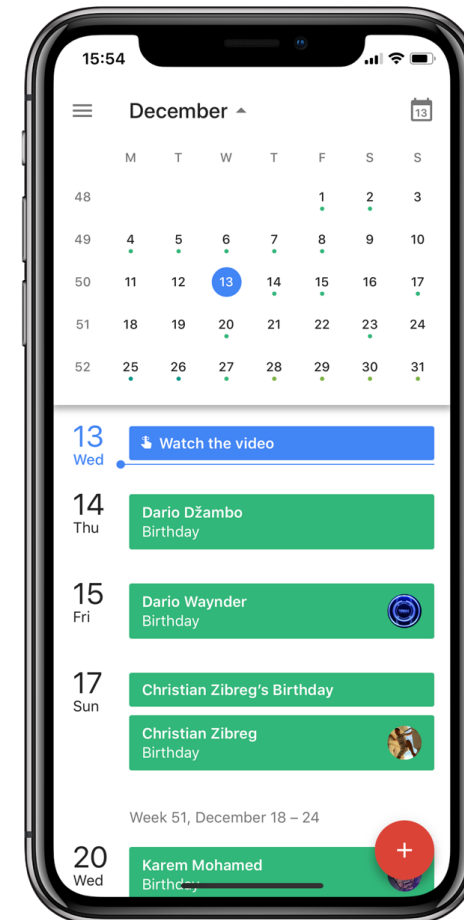 15:54
December
13
M T W T F S S
48 1 2 3
49 4 5 6 7 8 9 10
50 11 12 13 14 15 16 17
51 18 19 20 21 22 23 24
52 25 26 27 28 29 30 31
13
Wed
Watch the video
14
Thu
Dario Džambo
Birthday
15
Fri
Dario Waynder
Birthday
17
Sun
Christian Zibreg’s Birthday
Christian Zibreg
Birthday
Week 51, December 18 – 24
20
Wed
Karem Mohamed
Birthday